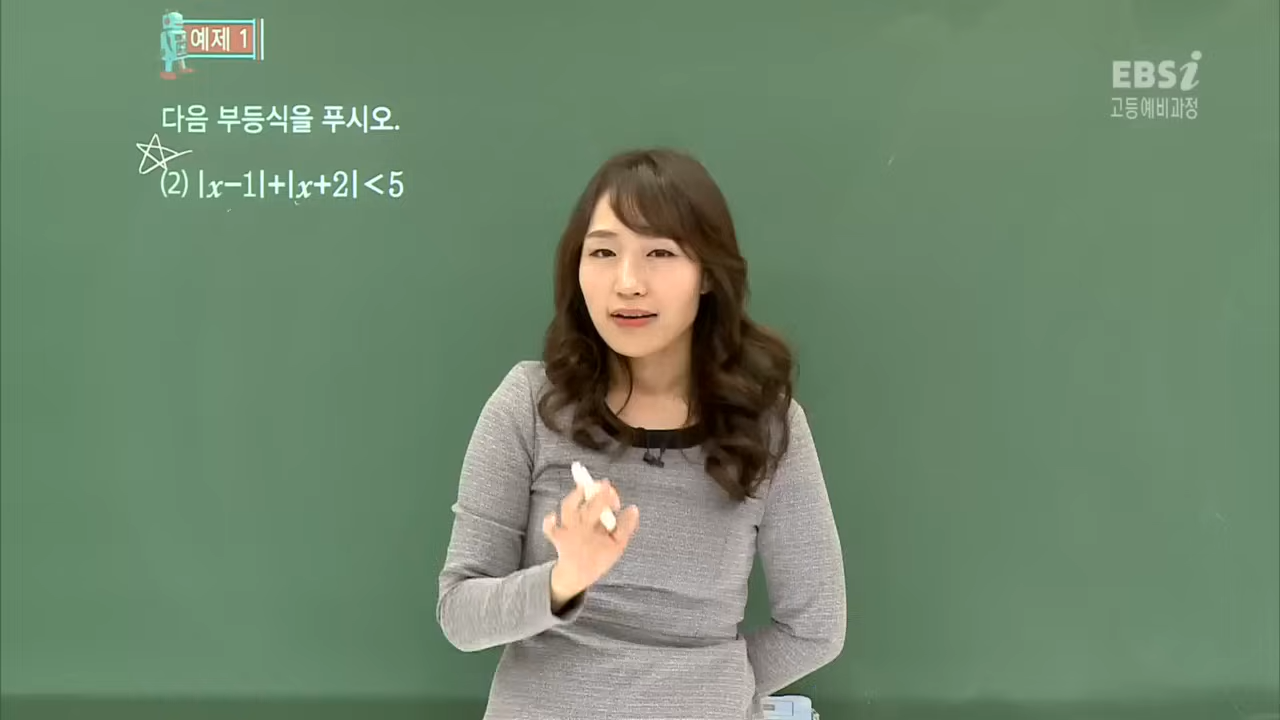 예제 1
EBSi
고등예비과정
다음 부등식을 푸시오.
(2) |x-1|+|x+2|<5